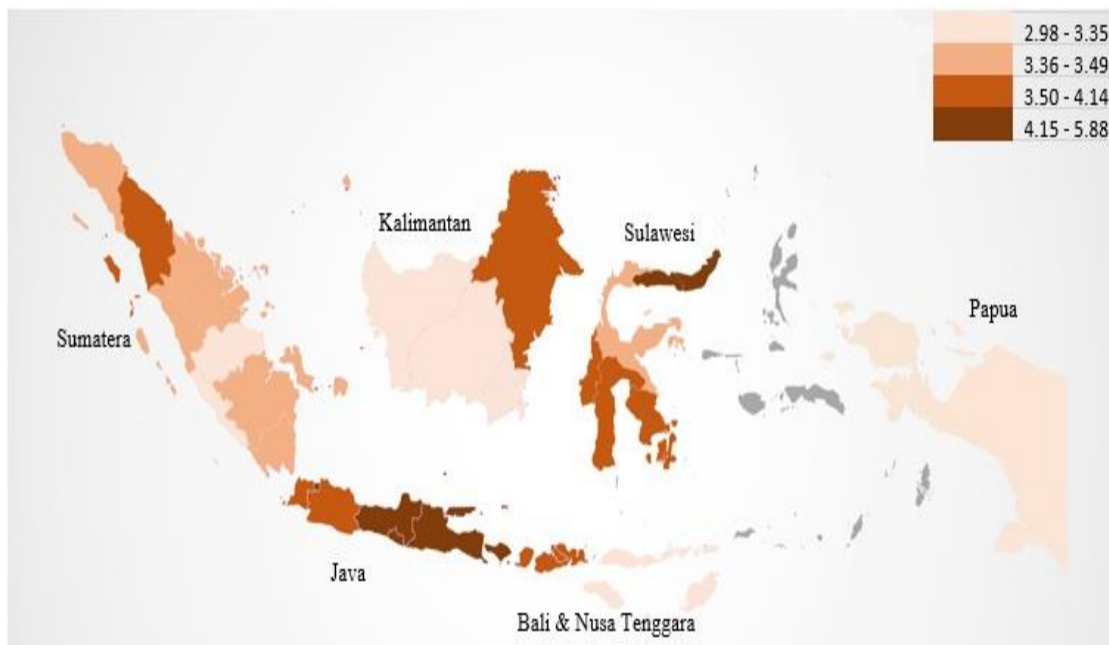 2.98 - 3.35
3.36 - 3.49
3.50 - 4.14
4.15 - 5.88
Kalimantan
Sulawesi
Papua
Sumatera
Java
Bali & Nusa Tenggara